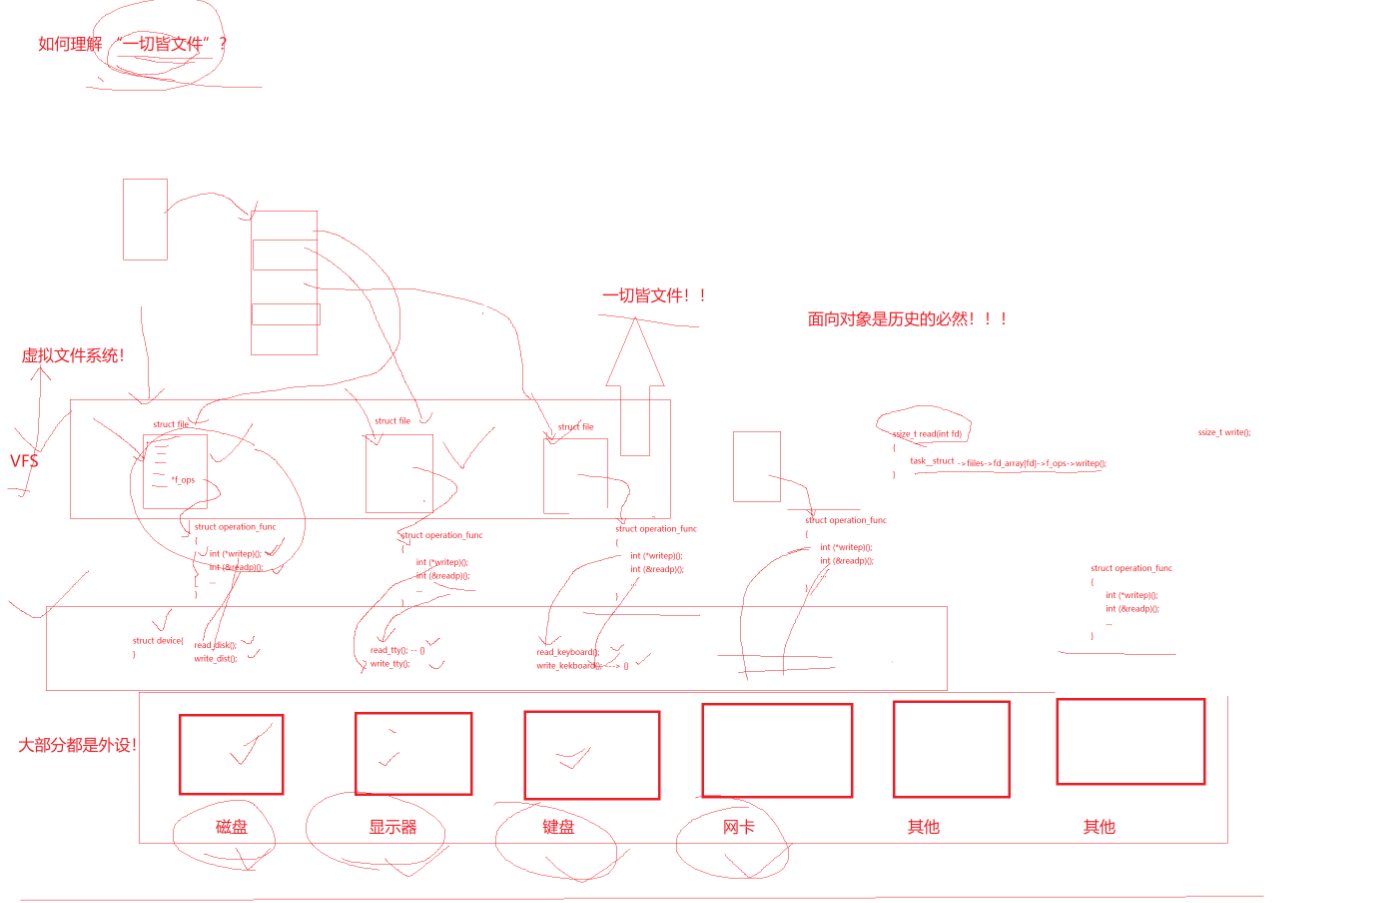 如何理解 “一切皆文件”？
一切皆文件！！
面向对象是历史的必然！！！
虚拟文件系统！
VFS
struct file
*f_ops
struct file
struct file
ssize_t read(int fd)
{
task__struct ->fiiles->fd_array[fd]->f_ops->writep();
}
ssize_t write();
struct operation_func
{
int (*writep)();
int (&readp)();
...
}
struct operation_func
{
int (*writep)();
int (&readp)();
...
}
struct operation_func
{
int (*writep)();
int (&readp)();
...
}
struct operation_func
{
int (*writep)();
int (&readp)();
...
}
struct operation_func
{
int (*writep)();
int (&readp)();
...
}
struct device{
}
read_disk();
write_dist();
read_tty(); -- {}
write_tty();
read_keyboard();
write_kekboard(); ----> {}
大部分都是外设！
磁盘
显示器
键盘
网卡
其他
其他